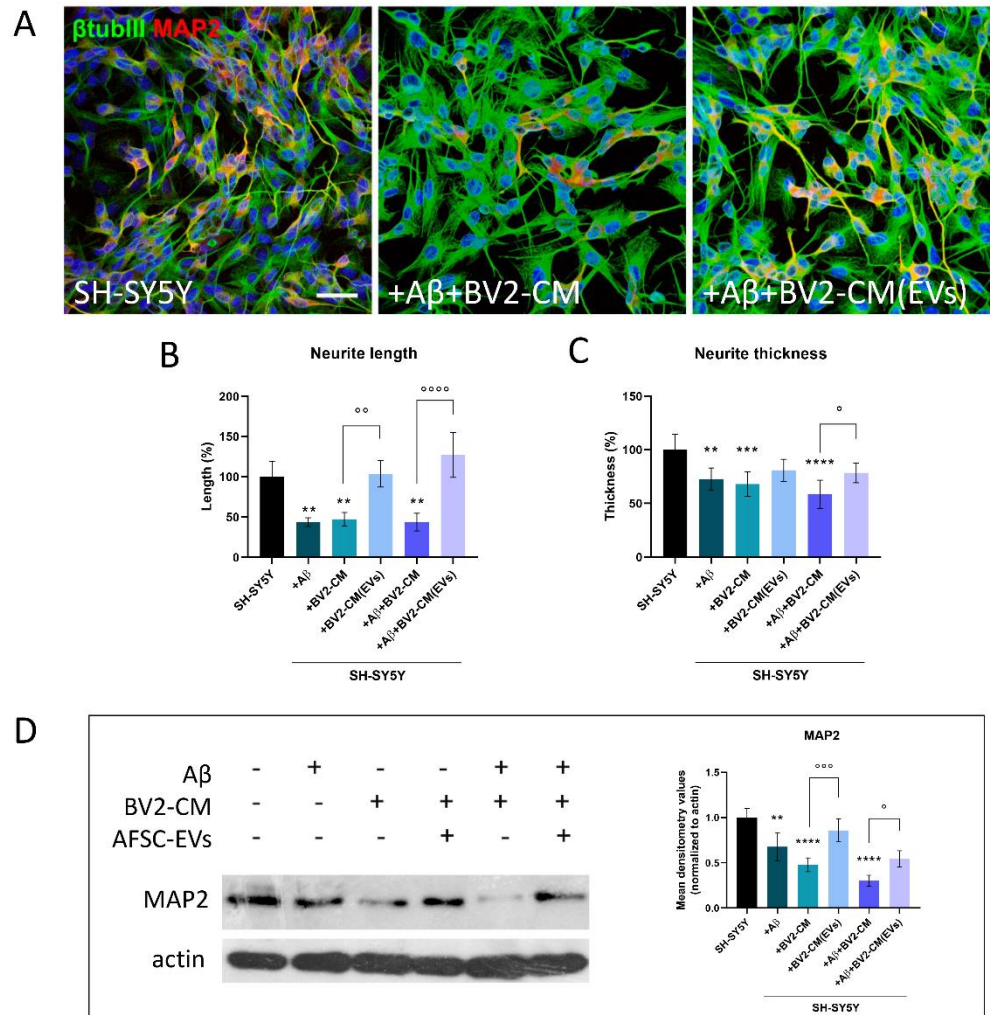 A
βtubIII MAP2
SH-SY5Y
+Aβ+BV2-CM
+Aβ+BV2-CM(EVs)
B
Neurite length
Length (%)
200
150
100
50
0
**
**
°°
**
°°°°
SH-SY5Y
+Aβ
+BV2-CM
+BV2-CM(EVs)
+Aβ+BV2-CM
+Aβ+BV2-CM(EVs)
SH-SY5Y
C
Neurite thickness
Thickness (%)
150
100
50
0
**
***
****
°
SH-SY5Y
+Aβ
+BV2-CM
+BV2-CM(EVs)
+Aβ+BV2-CM
+Aβ+BV2-CM(EVs)
SH-SY5Y
D
Aβ - + - - + +
BV2-CM - - + + + +
AFSC-EVs - - - + - +
MAP2
actin
MAP2
Mean densitometry values
(normalized to actin)
1.5
1.0
0.5
0.0
**
****
°°°
****
°
SH-SY5Y
+Aβ
+BV2-CM
+BV2-CM(EVs)
+Aβ+BV2-CM
+Aβ+BV2-CM(EVs)
SH-SY5Y